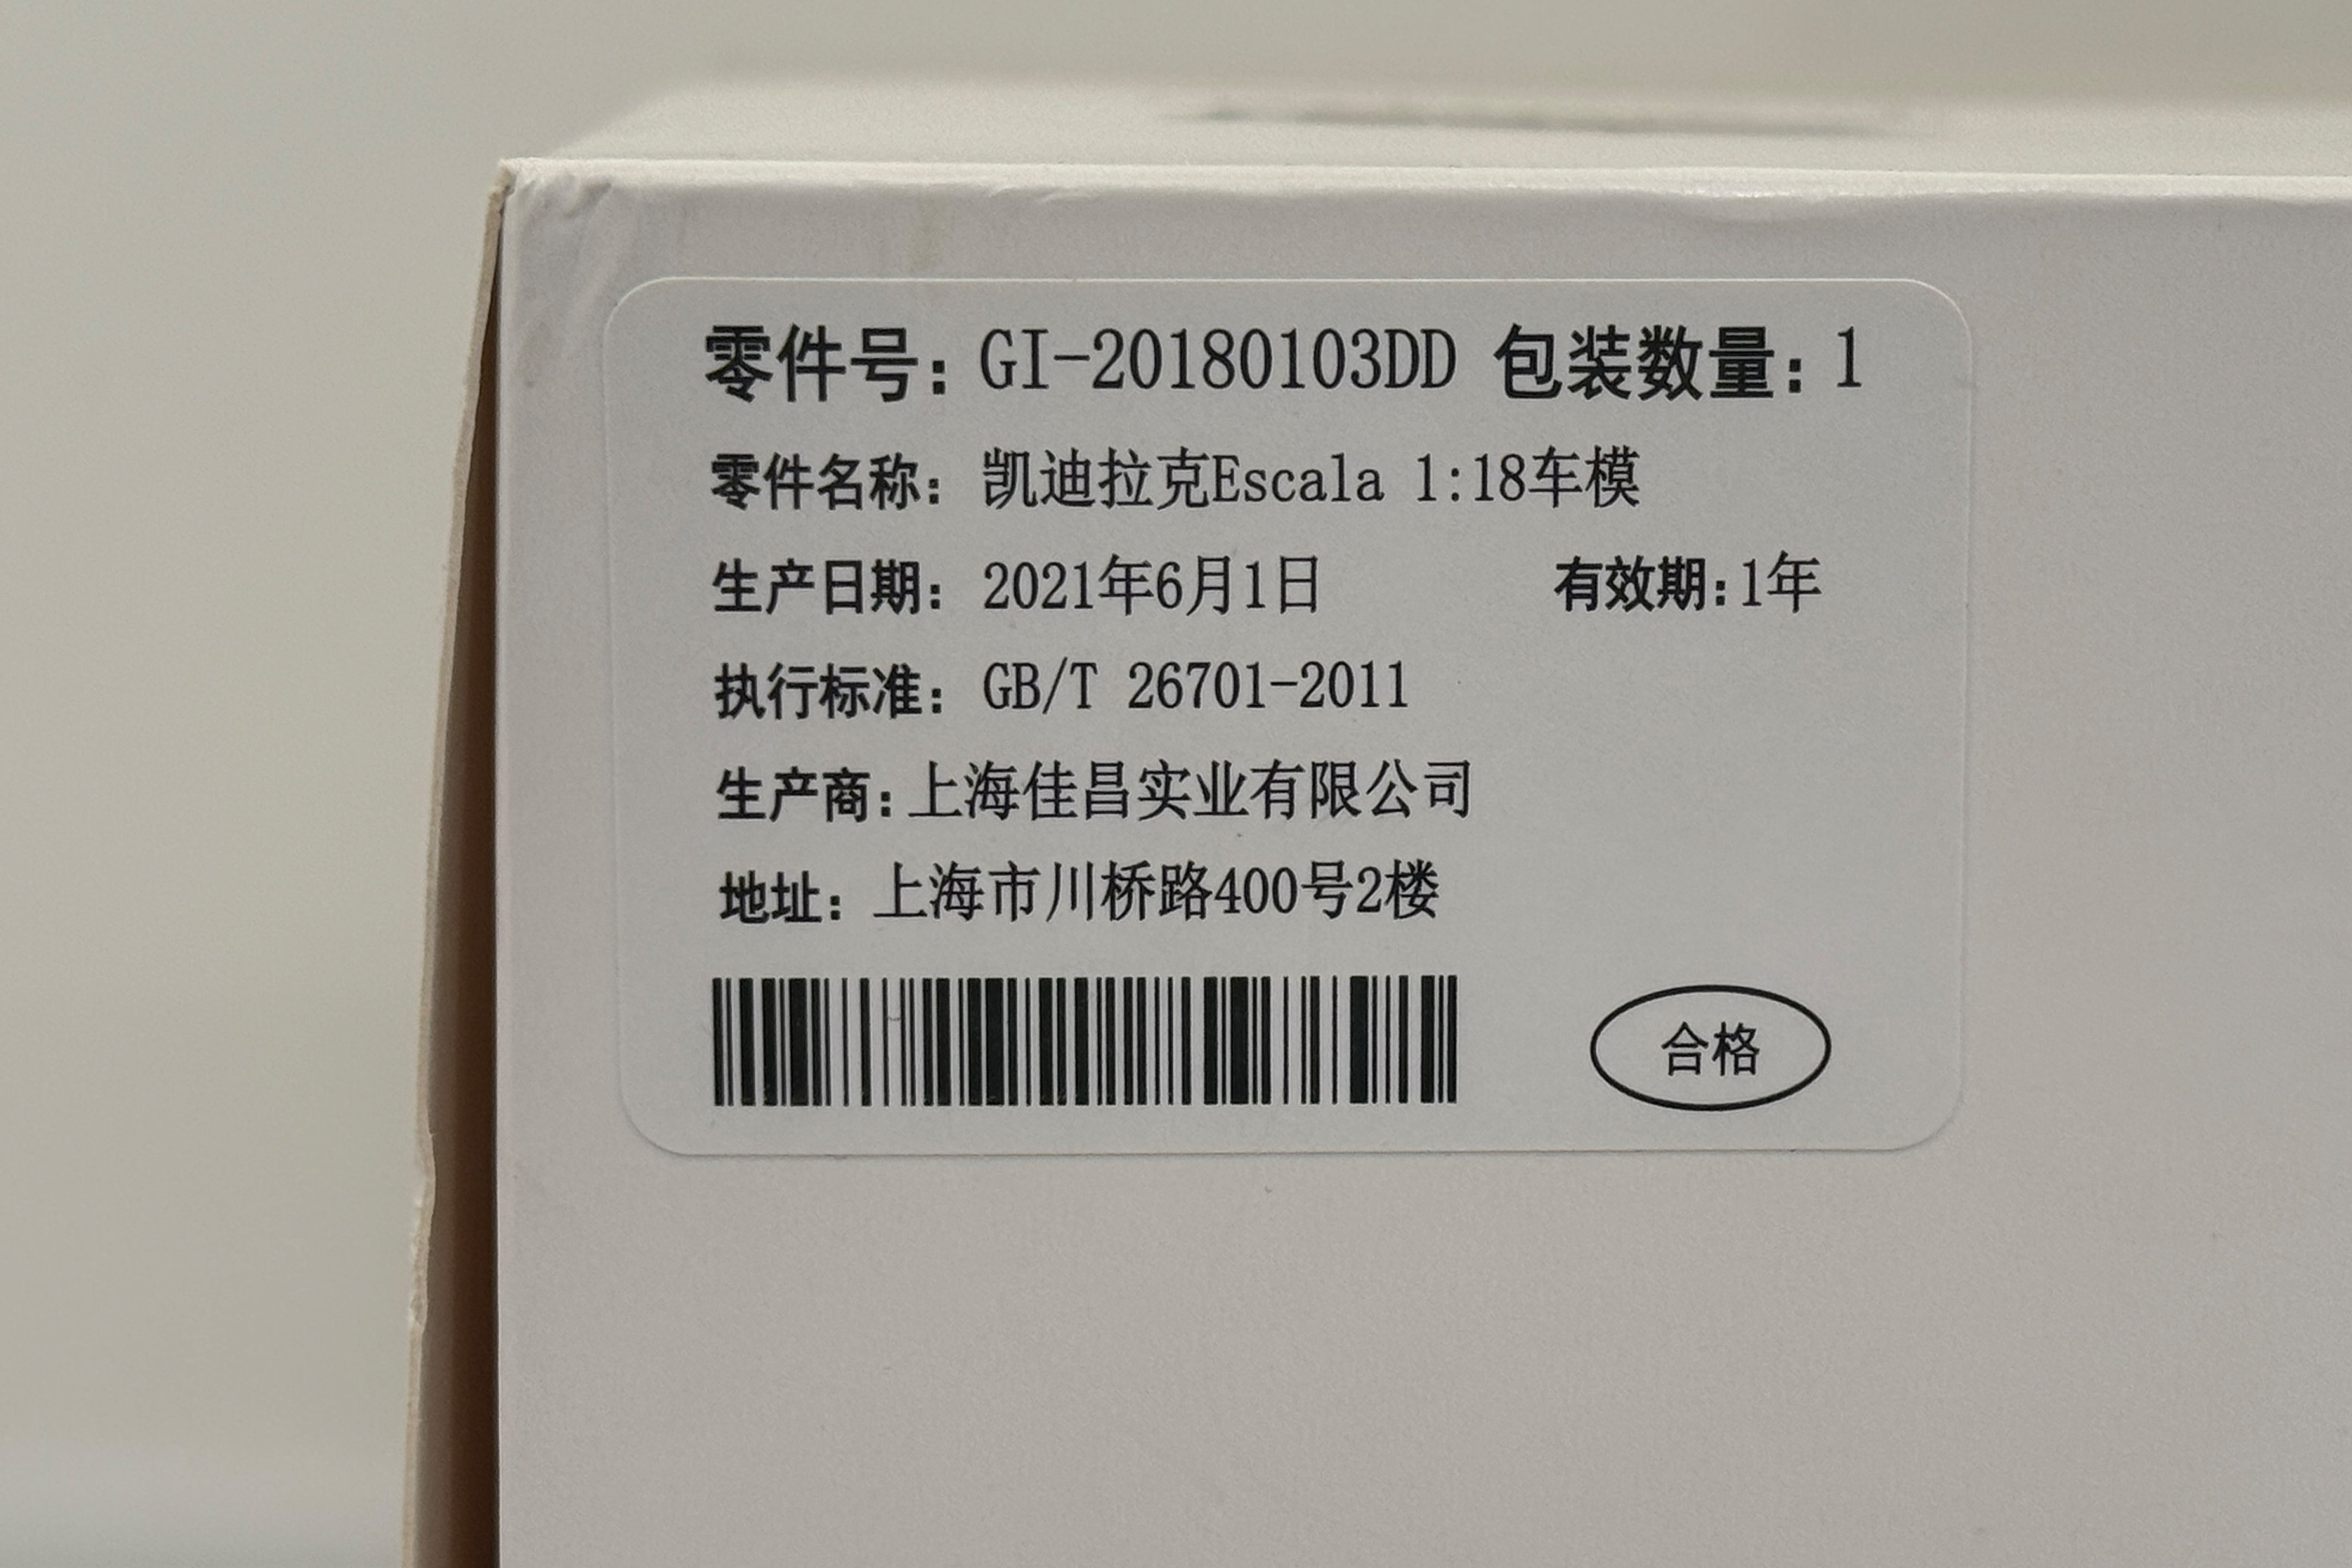 零件号：GI-20180103DD 包装数量：1
零件名称：凯迪拉克Escala 1:18车模
生产日期：2021年6月1日 有效期：1年
执行标准：GB/T 26701-2011
生产商：上海佳昌实业有限公司
地址：上海市川桥路400号2楼
合格